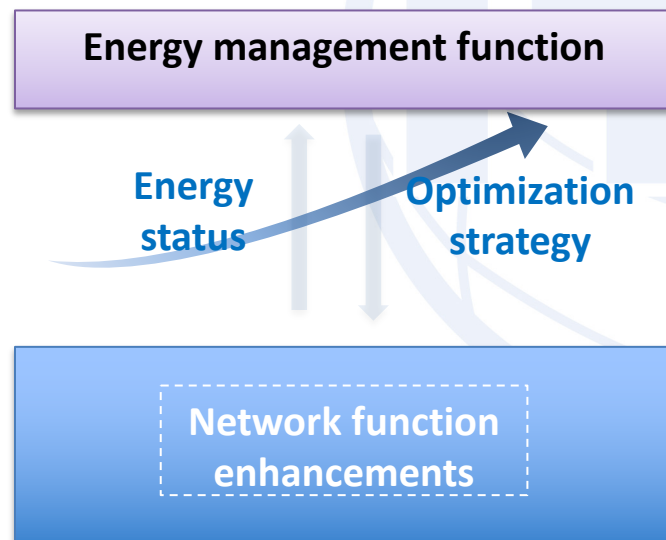 Energy management function
Energy
status
Optimization
strategy
Network function
enhancements